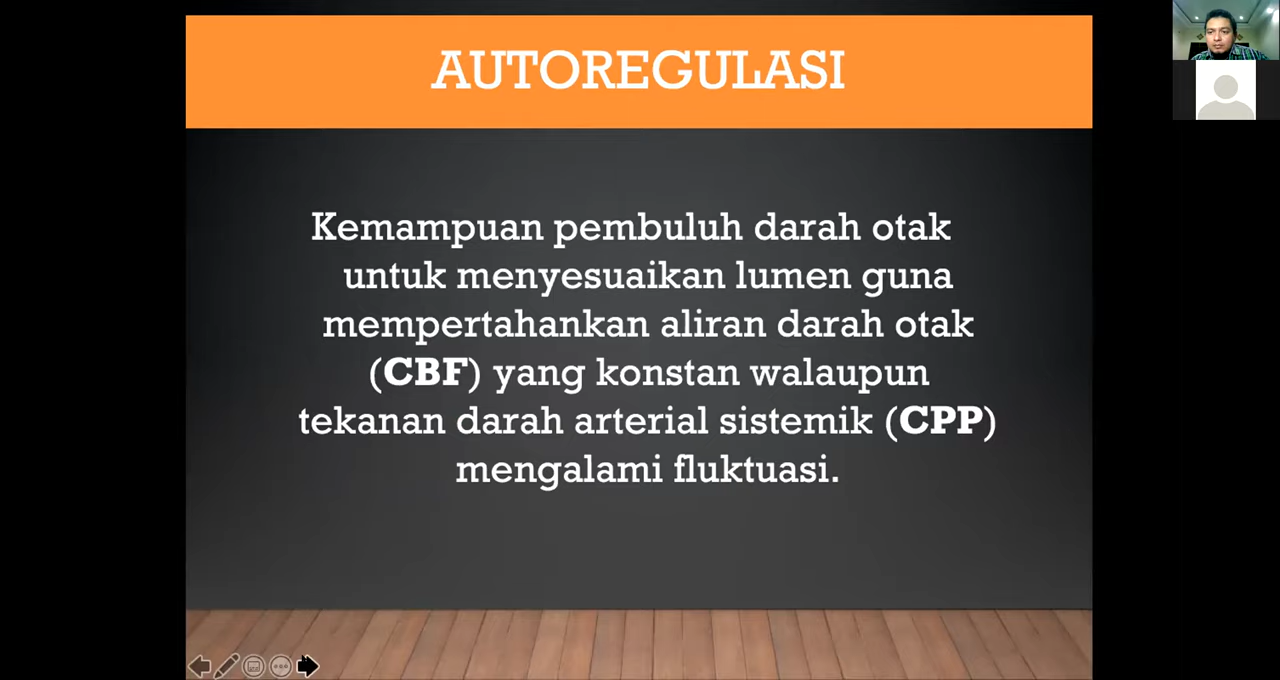 AUTOREGULASI
Kemampuan pembuluh darah otak
untuk menyesuaikan lumen guna
mempertahankan aliran darah otak
(CBF) yang konstan walaupun
tekanan darah arterial sistemik (CPP)
mengalami fluktuasi.